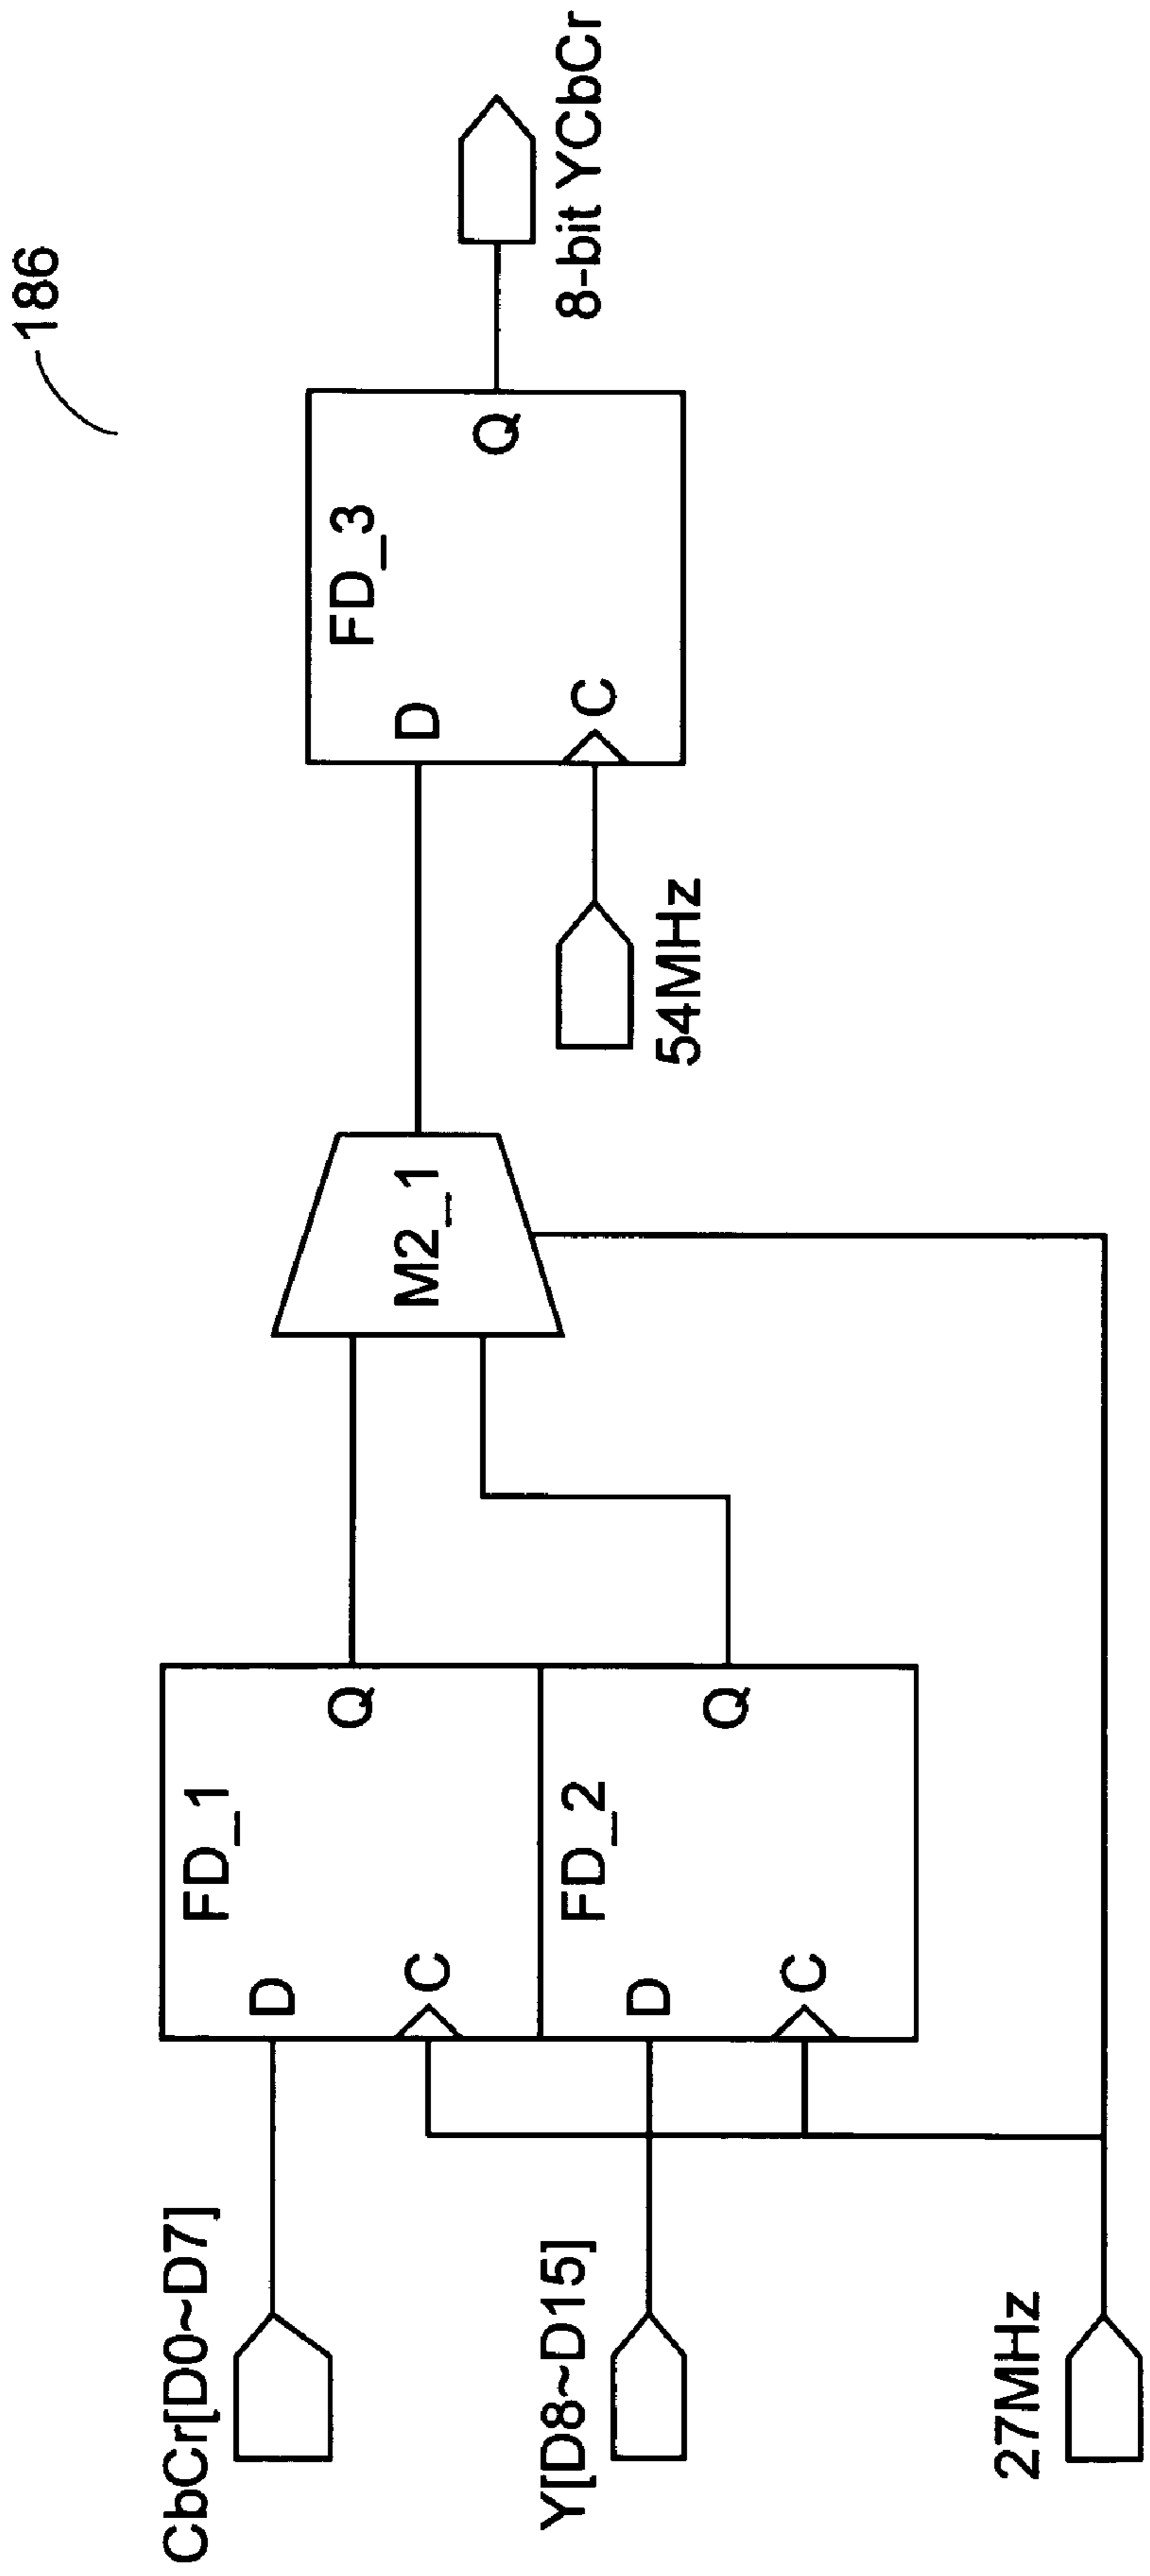 186
CbCr[D0~D7]
D
FD_1
Q
C
Y[D8~D15]
D
FD_2
Q
C
27MHz
M2_1
D
FD_3
Q
C
54MHz
8-bit YCbCr